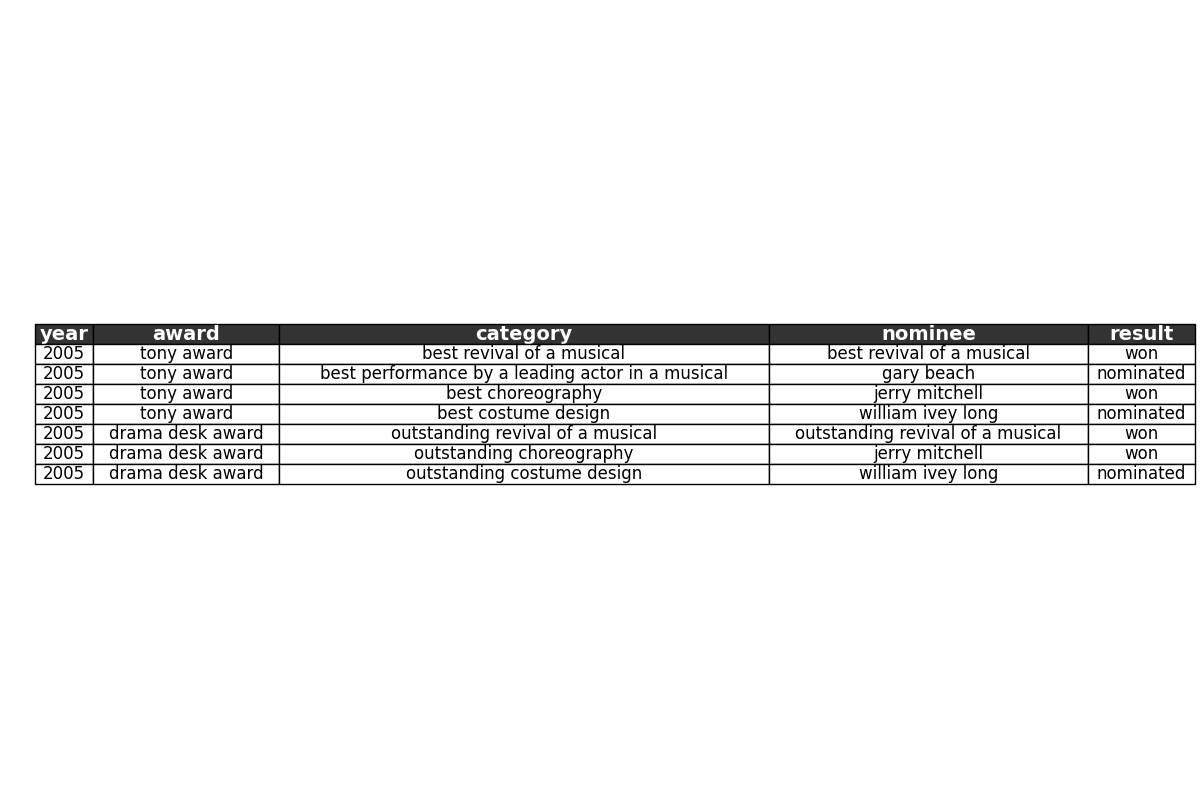 year award category nominee result
2005 tony award best revival of a musical best revival of a musical won
2005 tony award best performance by a leading actor in a musical gary beach nominated
2005 tony award best choreography jerry mitchell won
2005 tony award best costume design william ivey long nominated
2005 drama desk award outstanding revival of a musical outstanding revival of a musical won
2005 drama desk award outstanding choreography jerry mitchell won
2005 drama desk award outstanding costume design william ivey long nominated